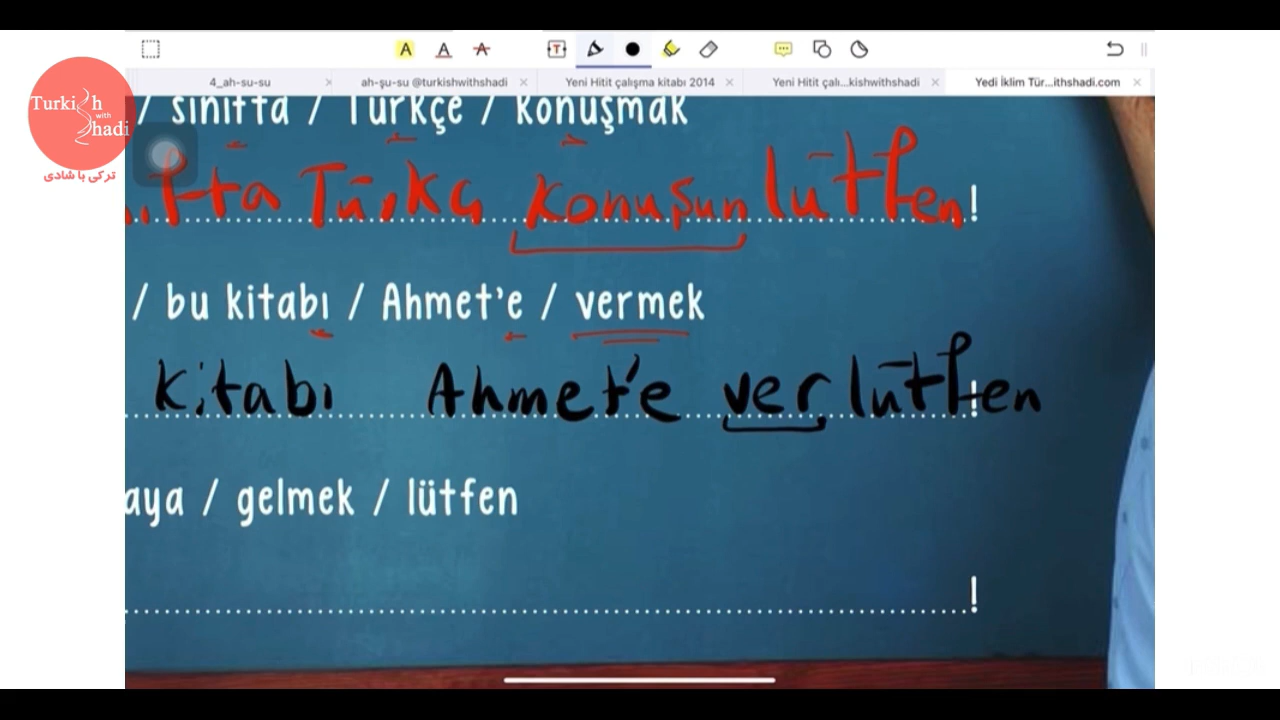 4_ah-su-su × ah-şu-su @turkishwithshadi × Yeni Hitit çalışma kitabı 2014 × Yeni Hitit çalı...kishwithshadi × Yedi İklim Tür...ithshadi.com ×
Turkish with Shadi
ترکی با شادی
/ sınıfta / Türkçe / konuşmak
ıfta Türkç konuşun lütfen !
/ bu kitabı / Ahmet'e / vermek
kitabı Ahmet'e ver lütfen !
aya / gelmek / lütfen
!